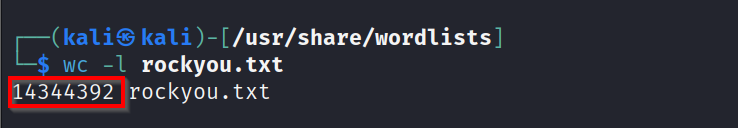 ┌──(kali㉿kali)-[/usr/share/wordlists]
└─$ wc -l rockyou.txt
14344392 rockyou.txt